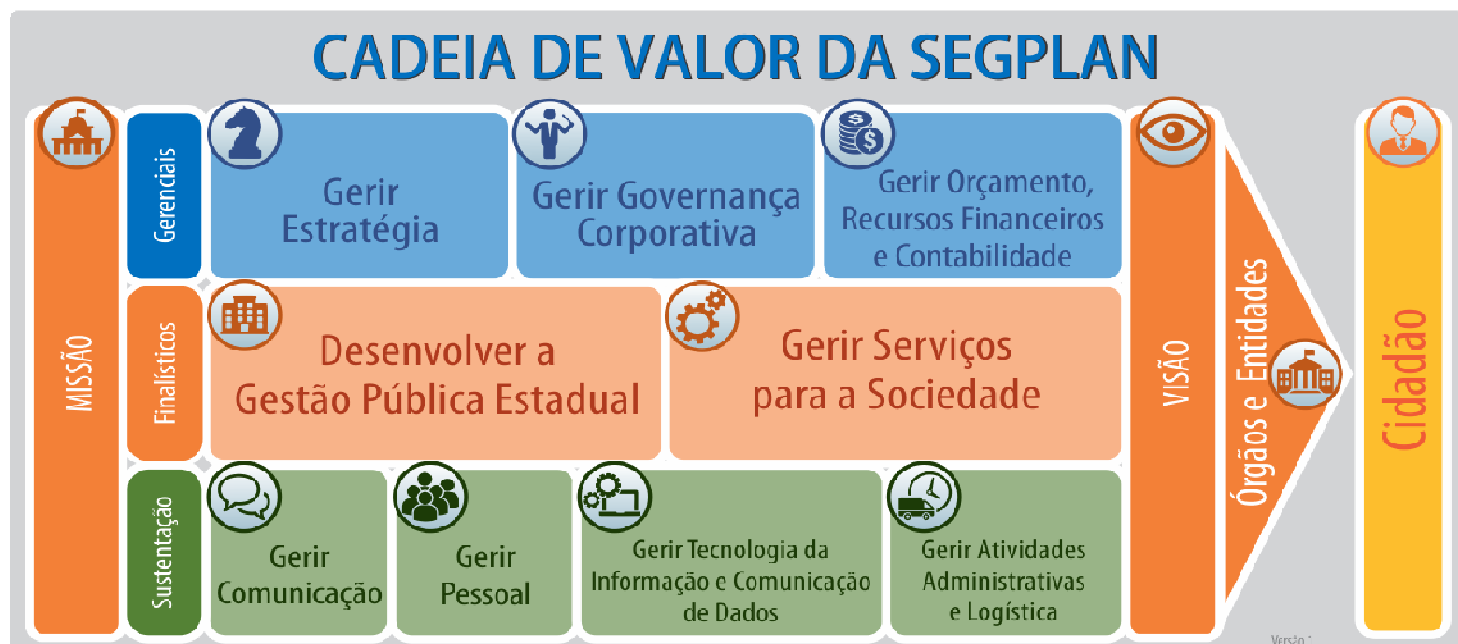 CADEIA DE VALOR DA SEGPLAN
MISSÃO
Gerenciais
Gerir
Estratégia
Gerir Governança
Corporativa
Gerir Orçamento,
Recursos Financeiros
e Contabilidade
Finalísticos
Desenvolver a
Gestão Pública Estadual
Gerir Serviços
para a Sociedade
Sustentação
Gerir
Comunicação
Gerir
Pessoal
Gerir Tecnologia da
Informação e Comunicação
de Dados
Gerir Atividades
Administrativas
e Logística
VISÃO
Órgãos e Entidades
Cidadão
Versão